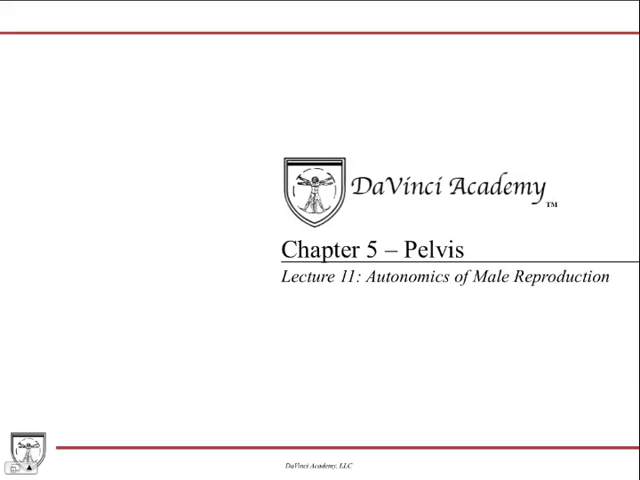 DaVinci Academy TM
Chapter 5 – Pelvis
Lecture 11: Autonomics of Male Reproduction
DaVinci Academy, LLC